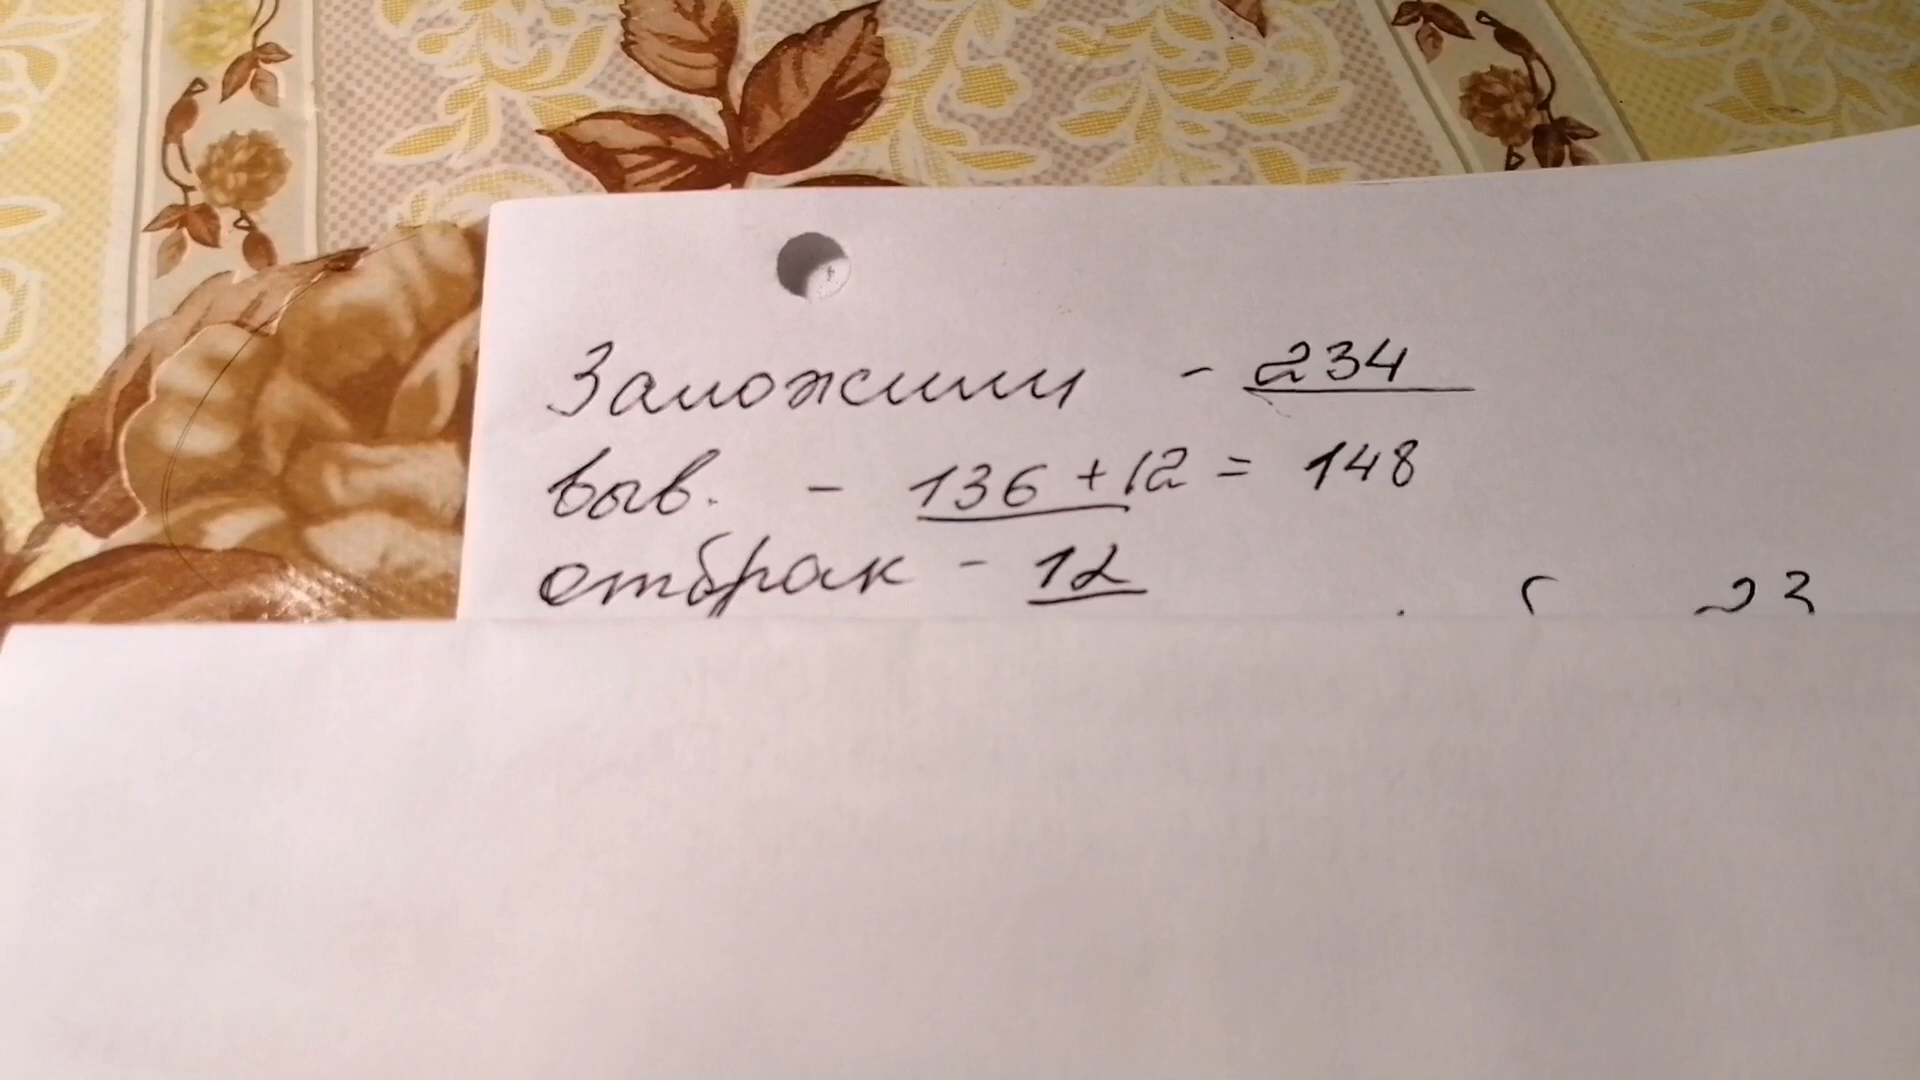 Заложили - 234
выв. - 136 + 12 = 148
отбрак - 12